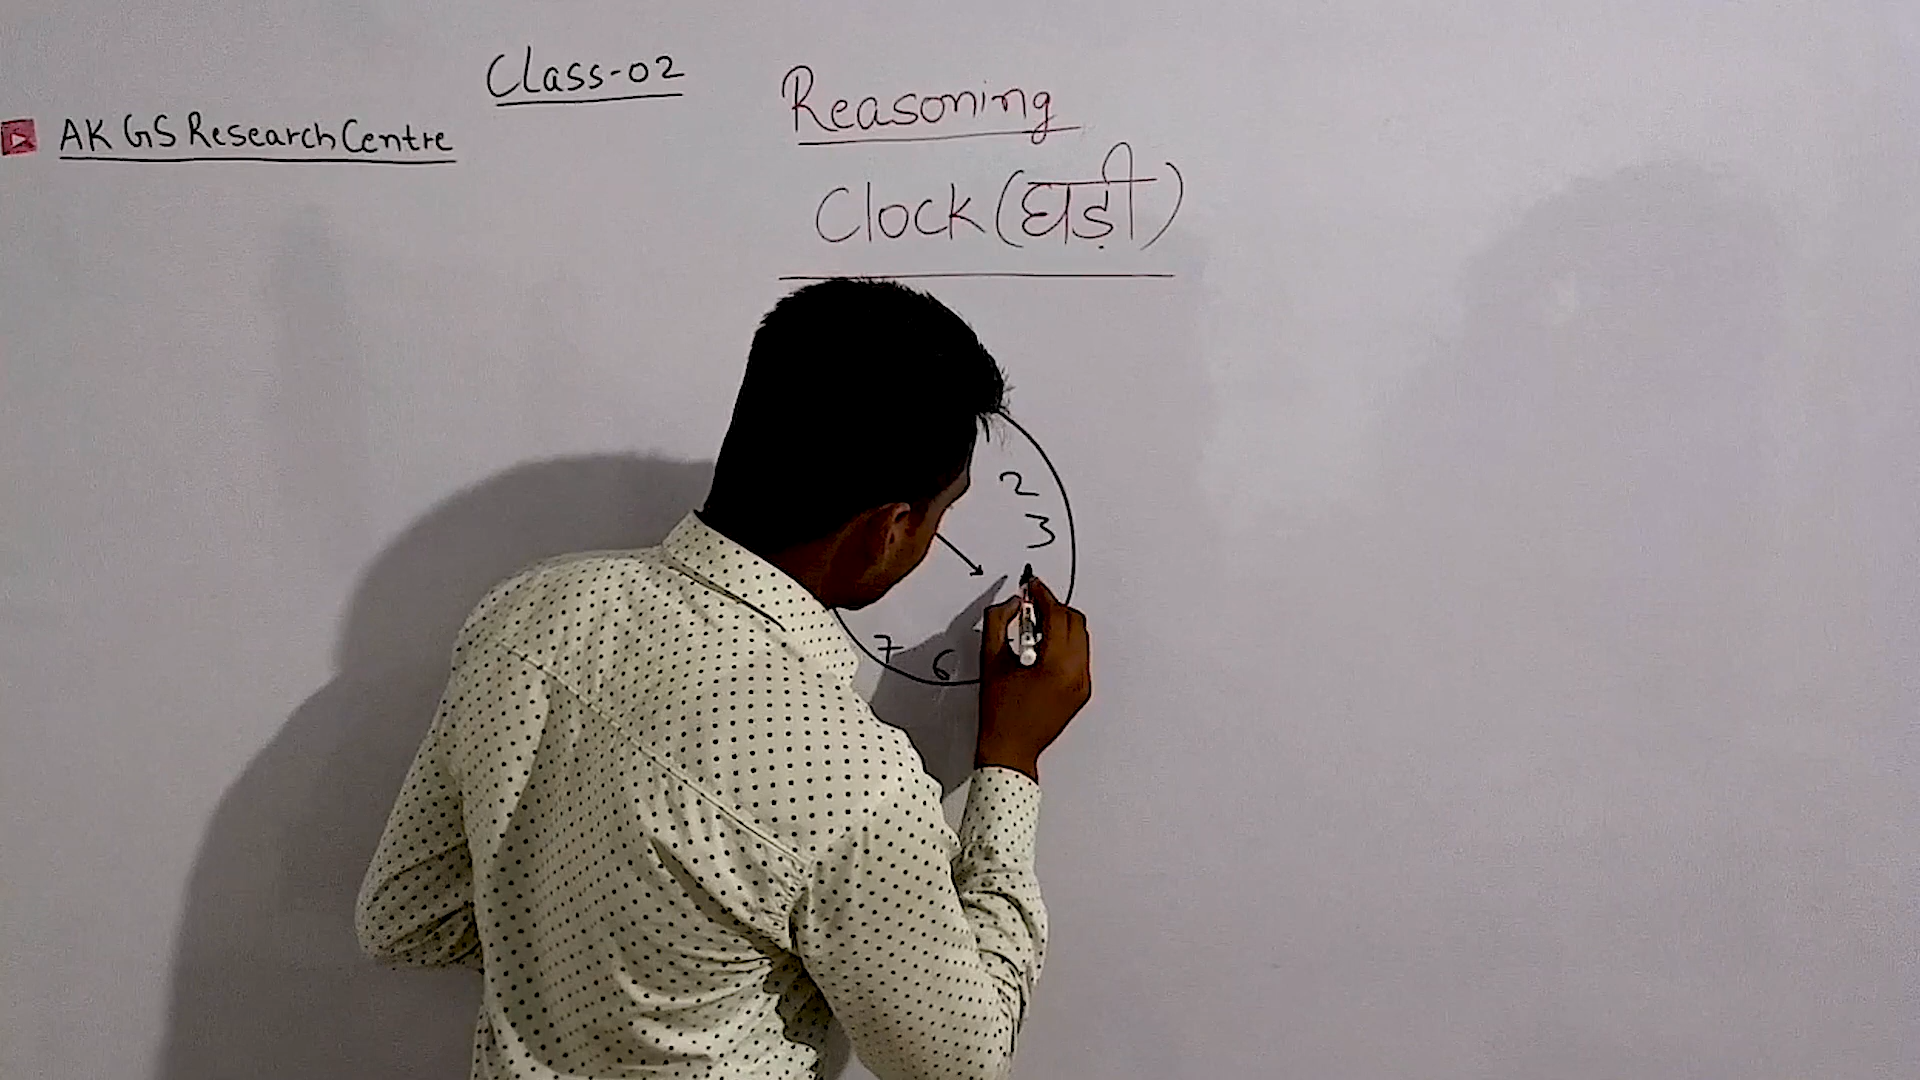 Class-02
AK GS Research Centre
Reasoning
Clock (घड़ी)
2
3
7 6